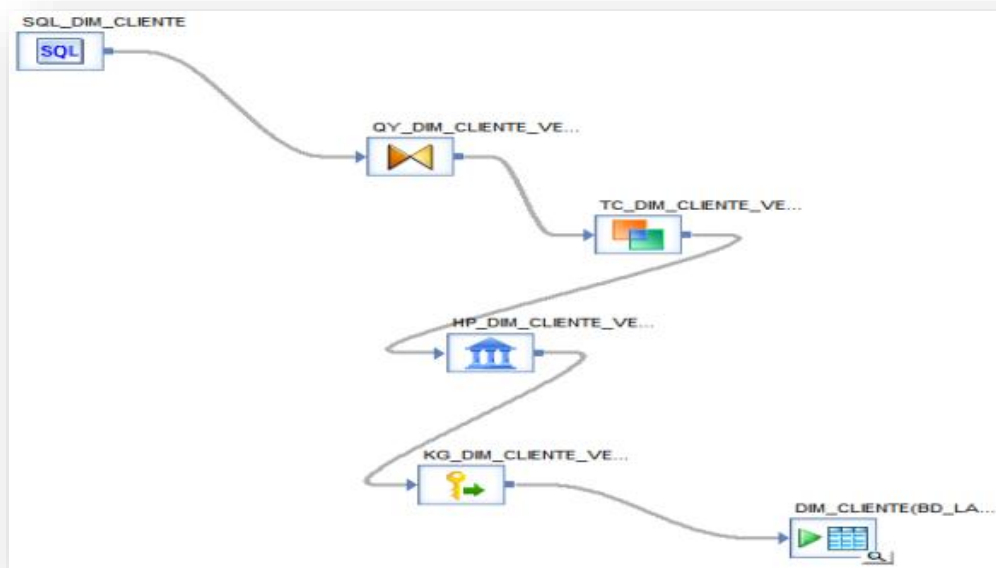 SQL_DIM_CLIENTE
SQL
QY_DIM_CLIENTE_VE...
TC_DIM_CLIENTE_VE...
HP_DIM_CLIENTE_VE...
KG_DIM_CLIENTE_VE...
DIM_CLIENTE(BD_LA...